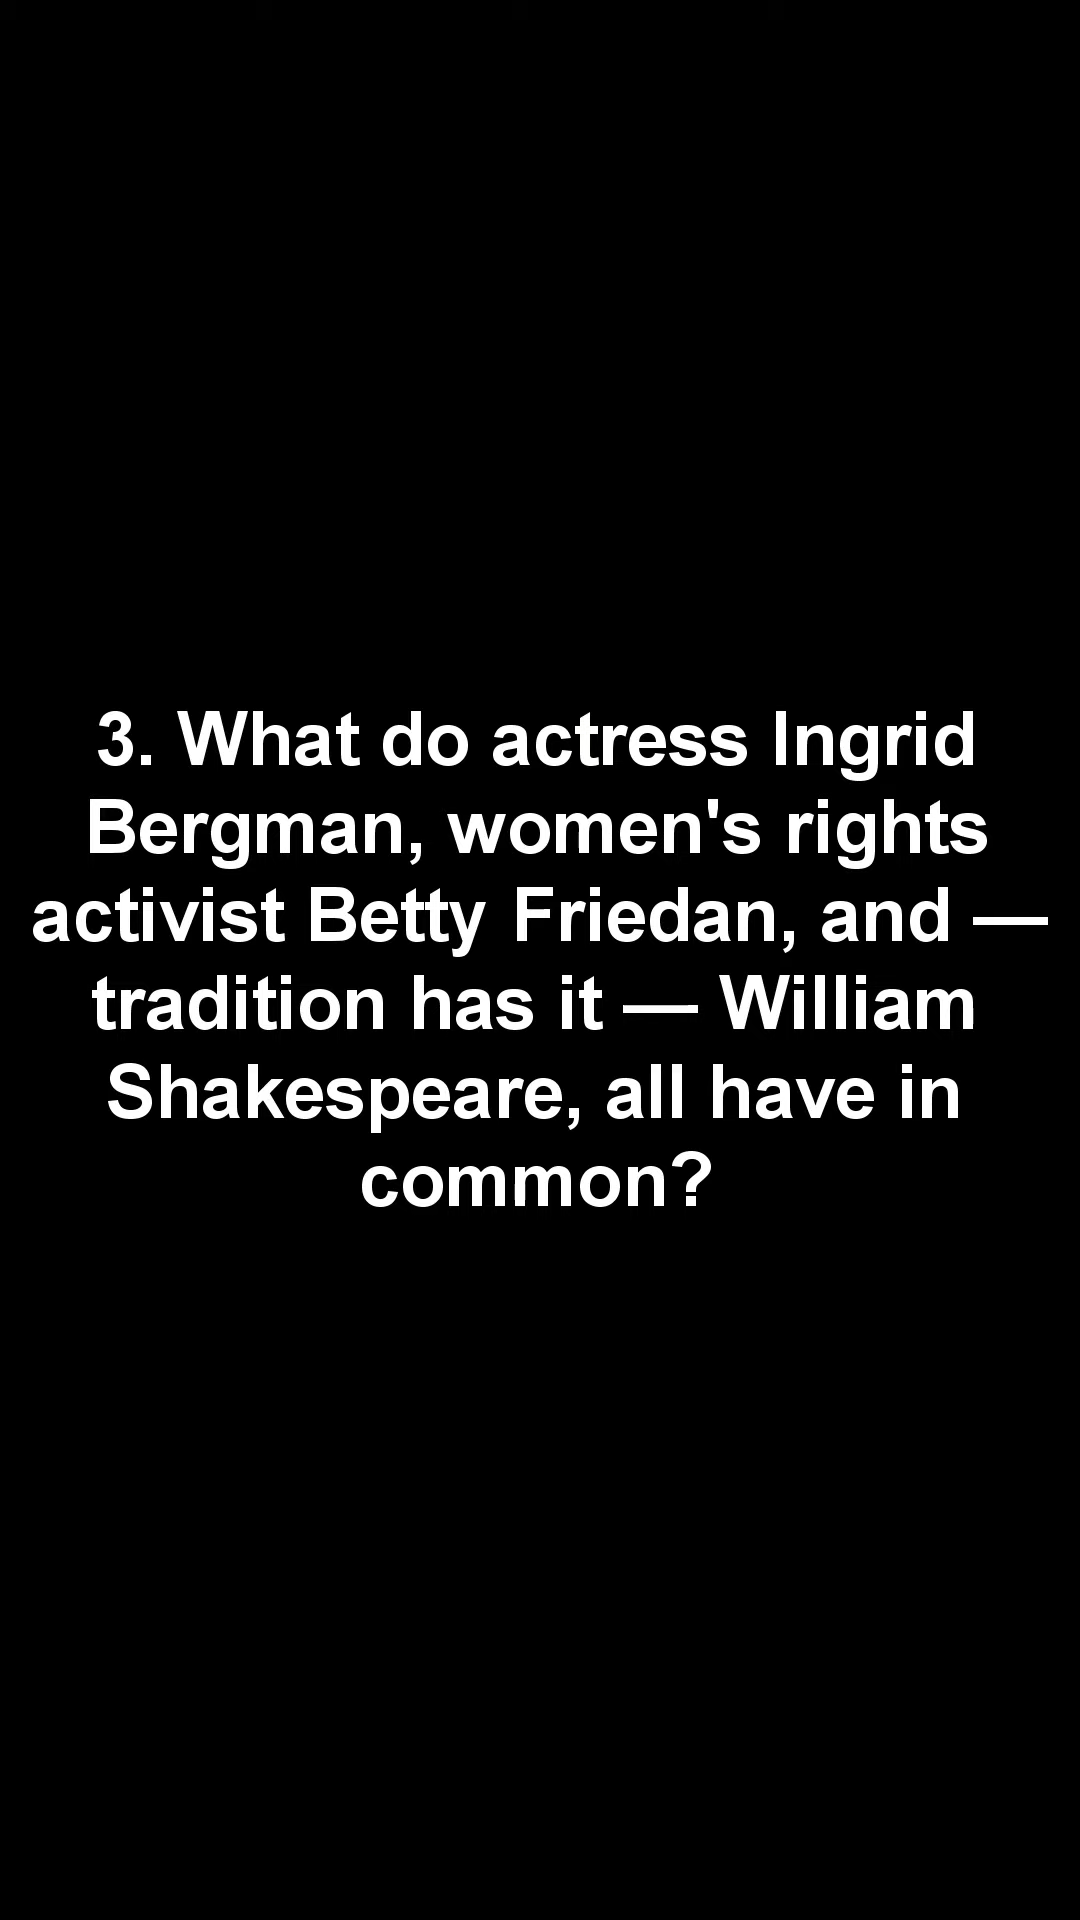 3. What do actress Ingrid
Bergman, women's rights
activist Betty Friedan, and —
tradition has it — William
Shakespeare, all have in
common?